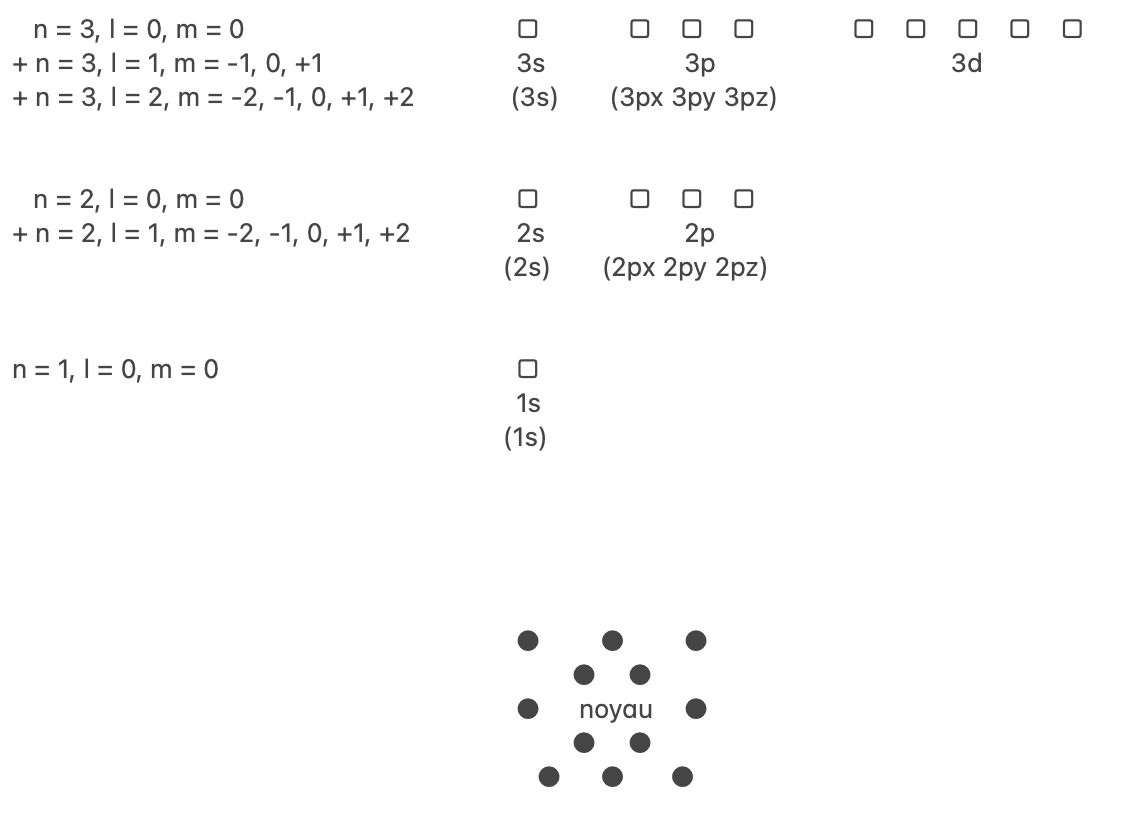 n = 3, l = 0, m = 0
+ n = 3, l = 1, m = -1, 0, +1 3s 3p 3d
+ n = 3, l = 2, m = -2, -1, 0, +1, +2 (3s) (3px 3py 3pz)
n = 2, l = 0, m = 0
+ n = 2, l = 1, m = -2, -1, 0, +1, +2 2s 2p
(2s) (2px 2py 2pz)
n = 1, l = 0, m = 0
1s
(1s)
noyau